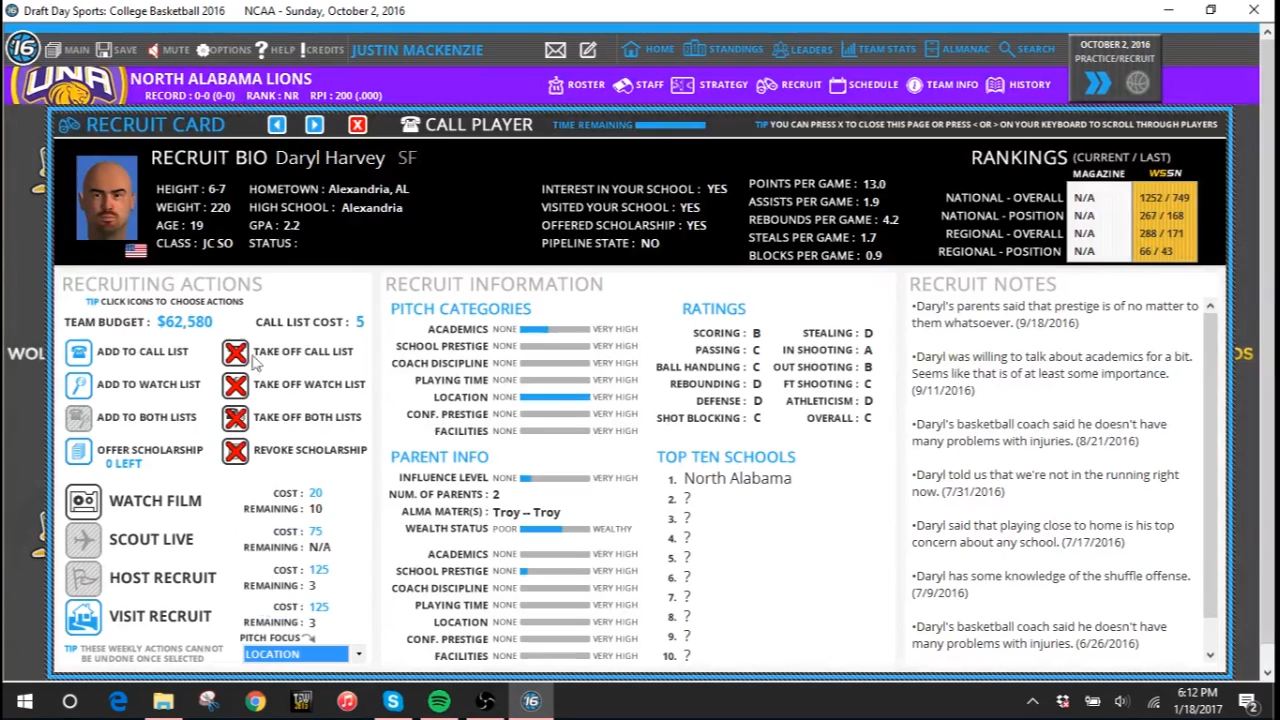 Draft Day Sports: College Basketball 2016 NCAA - Sunday, October 2, 2016
16 MAIN SAVE MUTE OPTIONS HELP CREDITS JUSTIN MACKENZIE HOME STANDINGS LEADERS TEAM STATS ALMANAC SEARCH
OCTOBER 2, 2016
PRACTICE/RECRUIT
UNA NORTH ALABAMA LIONS
RECORD: 0-0 (0-0) RANK: NR RPI: 200 (.000)
ROSTER STAFF STRATEGY RECRUIT SCHEDULE TEAM INFO HISTORY
RECRUIT CARD CALL PLAYER TIME REMAINING TIP YOU CAN PRESS X TO CLOSE THIS PAGE OR PRESS < OR > ON YOUR KEYBOARD TO SCROLL THROUGH PLAYERS
RECRUIT BIO Daryl Harvey SF
HEIGHT : 6-7
WEIGHT : 220
AGE : 19
CLASS : JC SO
HOMETOWN : Alexandria, AL
HIGH SCHOOL : Alexandria
GPA : 2.2
STATUS :
INTEREST IN YOUR SCHOOL : YES
VISITED YOUR SCHOOL : YES
OFFERED SCHOLARSHIP : YES
PIPELINE STATE : NO
POINTS PER GAME : 13.0
ASSISTS PER GAME : 1.9
REBOUNDS PER GAME : 4.2
STEALS PER GAME : 1.7
BLOCKS PER GAME : 0.9
RANKINGS (CURRENT / LAST)
MAGAZINE WSSN
NATIONAL - OVERALL N/A 1252 / 749
NATIONAL - POSITION N/A 267 / 168
REGIONAL - OVERALL N/A 288 / 171
REGIONAL - POSITION N/A 66 / 43
RECRUITING ACTIONS
TIP CLICK ICONS TO CHOOSE ACTIONS
TEAM BUDGET : $62,580 CALL LIST COST : 5
ADD TO CALL LIST TAKE OFF CALL LIST
ADD TO WATCH LIST TAKE OFF WATCH LIST
ADD TO BOTH LISTS TAKE OFF BOTH LISTS
OFFER SCHOLARSHIP REVOKE SCHOLARSHIP
0 LEFT
WATCH FILM COST : 20
REMAINING : 10
SCOUT LIVE COST : 75
REMAINING : N/A
HOST RECRUIT COST : 125
REMAINING : 3
VISIT RECRUIT COST : 125
REMAINING : 3
PITCH FOCUS
TIP THESE WEEKLY ACTIONS CANNOT
BE UNDONE ONCE SELECTED
LOCATION
RECRUIT INFORMATION
PITCH CATEGORIES
ACADEMICS NONE VERY HIGH
SCHOOL PRESTIGE NONE VERY HIGH
COACH DISCIPLINE NONE VERY HIGH
PLAYING TIME NONE VERY HIGH
LOCATION NONE VERY HIGH
CONF. PRESTIGE NONE VERY HIGH
FACILITIES NONE VERY HIGH
RATINGS
SCORING : B STEALING : D
PASSING : C IN SHOOTING : A
BALL HANDLING : C OUT SHOOTING : B
REBOUNDING : D FT SHOOTING : C
DEFENSE : D ATHLETICISM : D
SHOT BLOCKING : C OVERALL : C
PARENT INFO
INFLUENCE LEVEL NONE VERY HIGH
NUM. OF PARENTS : 2
ALMA MATER(S) : Troy -- Troy
WEALTH STATUS POOR WEALTHY
ACADEMICS NONE VERY HIGH
SCHOOL PRESTIGE NONE VERY HIGH
COACH DISCIPLINE NONE VERY HIGH
PLAYING TIME NONE VERY HIGH
LOCATION NONE VERY HIGH
CONF. PRESTIGE NONE VERY HIGH
FACILITIES NONE VERY HIGH
TOP TEN SCHOOLS
1. North Alabama
2. ?
3. ?
4. ?
5. ?
6. ?
7. ?
8. ?
9. ?
10. ?
RECRUIT NOTES
•Daryl's parents said that prestige is of no matter to
them whatsoever. (9/18/2016)
•Daryl was willing to talk about academics for a bit.
Seems like that is of at least some importance.
(9/11/2016)
•Daryl's basketball coach said he doesn't have
many problems with injuries. (8/21/2016)
•Daryl told us that we're not in the running right
now. (7/31/2016)
•Daryl said that playing close to home is his top
concern about any school. (7/17/2016)
•Daryl has some knowledge of the shuffle offense.
(7/9/2016)
•Daryl's basketball coach said he doesn't have
many problems with injuries. (6/26/2016)
6:12 PM
1/18/2017
2